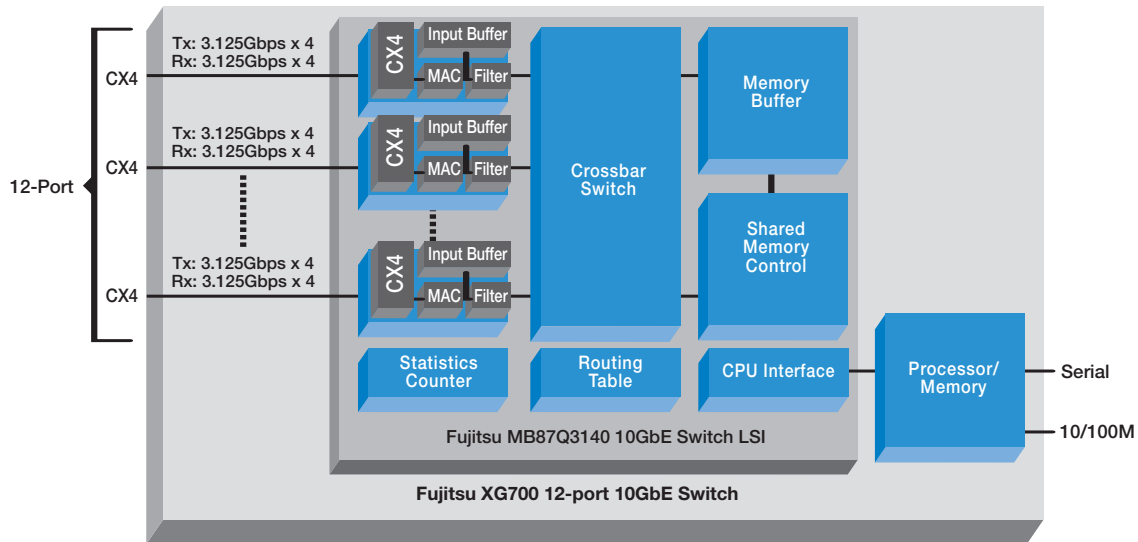 12-Port
CX4
Tx: 3.125Gbps x 4
Rx: 3.125Gbps x 4
CX4
Input Buffer
MAC
Filter
CX4
Tx: 3.125Gbps x 4
Rx: 3.125Gbps x 4
CX4
Input Buffer
MAC
Filter
CX4
Tx: 3.125Gbps x 4
Rx: 3.125Gbps x 4
CX4
Input Buffer
MAC
Filter
Crossbar
Switch
Memory
Buffer
Shared
Memory
Control
Statistics
Counter
Routing
Table
CPU Interface
Processor/
Memory
Serial
10/100M
Fujitsu MB87Q3140 10GbE Switch LSI
Fujitsu XG700 12-port 10GbE Switch